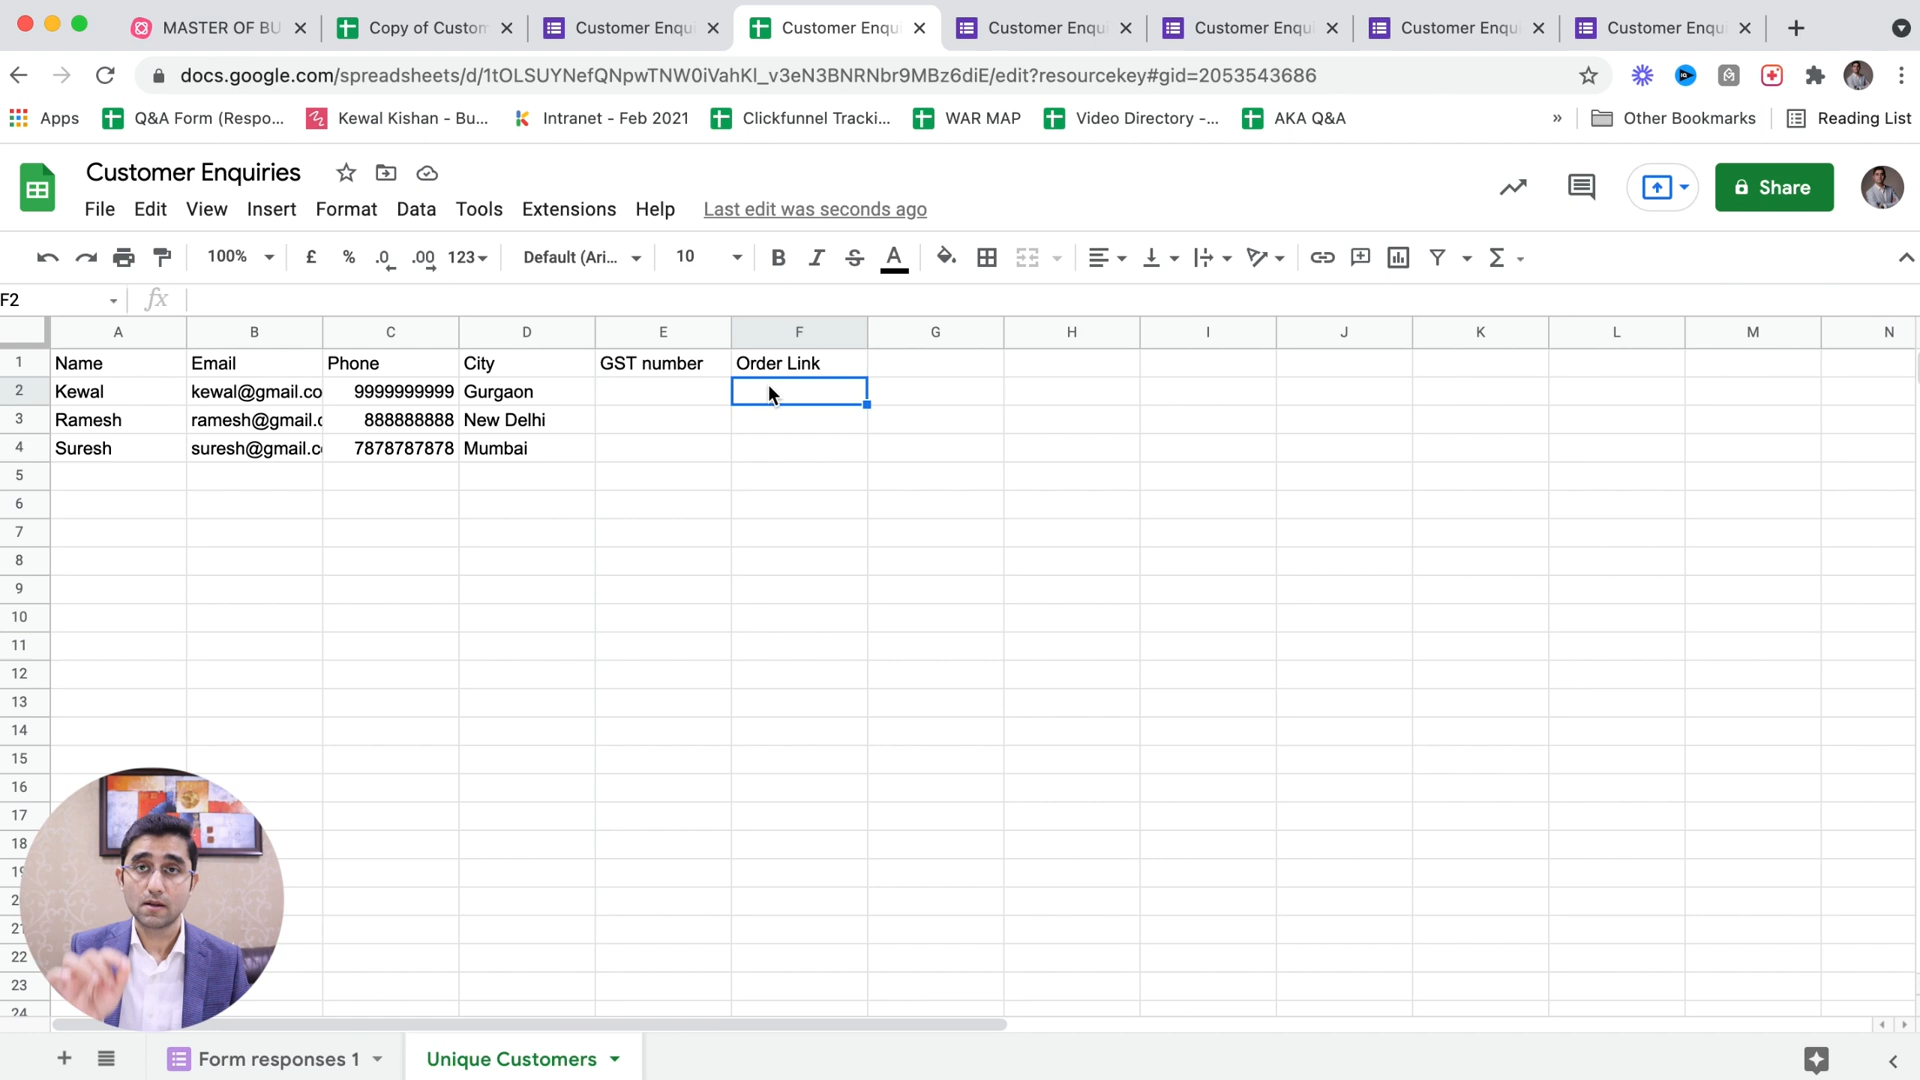 MASTER OF BU
Copy of Custom
Customer Enqui
Customer Enqui
Customer Enqu
Customer Enqu
Customer Enqu
Customer Enqu
docs.google.com/spreadsheets/d/1tOLSUYNefQNpwTNW0iVahKI_v3eN3BNRNbr9MBz6diE/edit?resourcekey#gid=2053543686
Apps
Q&A Form (Respo...
Kewal Kishan - Bu...
Intranet - Feb 2021
Clickfunnel Tracki...
WAR MAP
Video Directory -...
AKA Q&A
»
Other Bookmarks
Reading List
Customer Enquiries
File Edit View Insert Format Data Tools Extensions Help Last edit was seconds ago
Share
100% £ % .0 .00 123 Default (Ari... 10 B I S A Σ
F2 fx
A B C D E F G H I J K L M N
1 Name Email Phone City GST number Order Link
2 Kewal kewal@gmail.co 9999999999 Gurgaon
3 Ramesh ramesh@gmail.c 888888888 New Delhi
4 Suresh suresh@gmail.c 7878787878 Mumbai
5
6
7
8
9
10
11
12
13
14
15
16
17
18
22
23
24
Form responses 1
Unique Customers